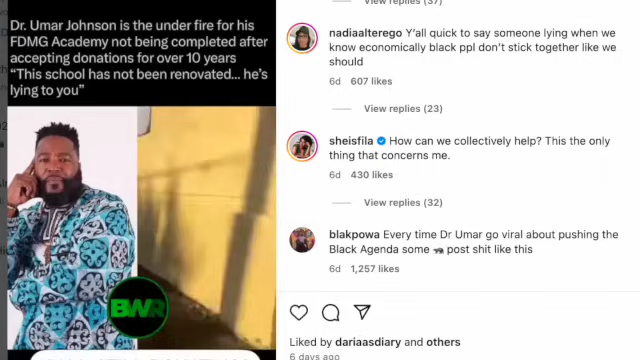 View replies (37)
Dr. Umar Johnson is the under fire for his
FDMG Academy not being completed after
accepting donations for over 10 years
“This school has not been renovated... he's
lying to you”
BWR
nadiaalterego Y'all quick to say someone lying when we
know economically black ppl don't stick together like we
should
6d 607 likes
View replies (23)
sheisfila How can we collectively help? This the only
thing that concerns me.
6d 430 likes
View replies (32)
blakpowa Every time Dr Umar go viral about pushing the
Black Agenda some 🦝 post shit like this
6d 1,257 likes
Liked by dariaasdiary and others
6 days ago